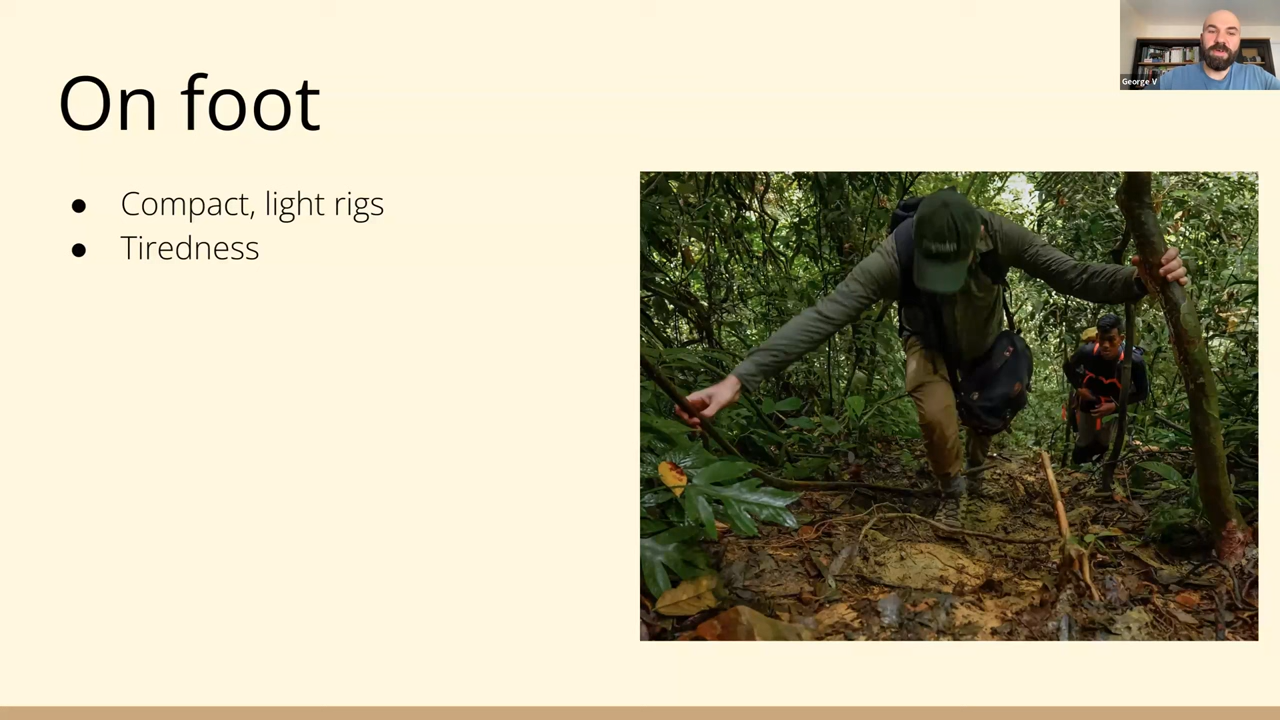 On foot
George V
● Compact, light rigs
● Tiredness